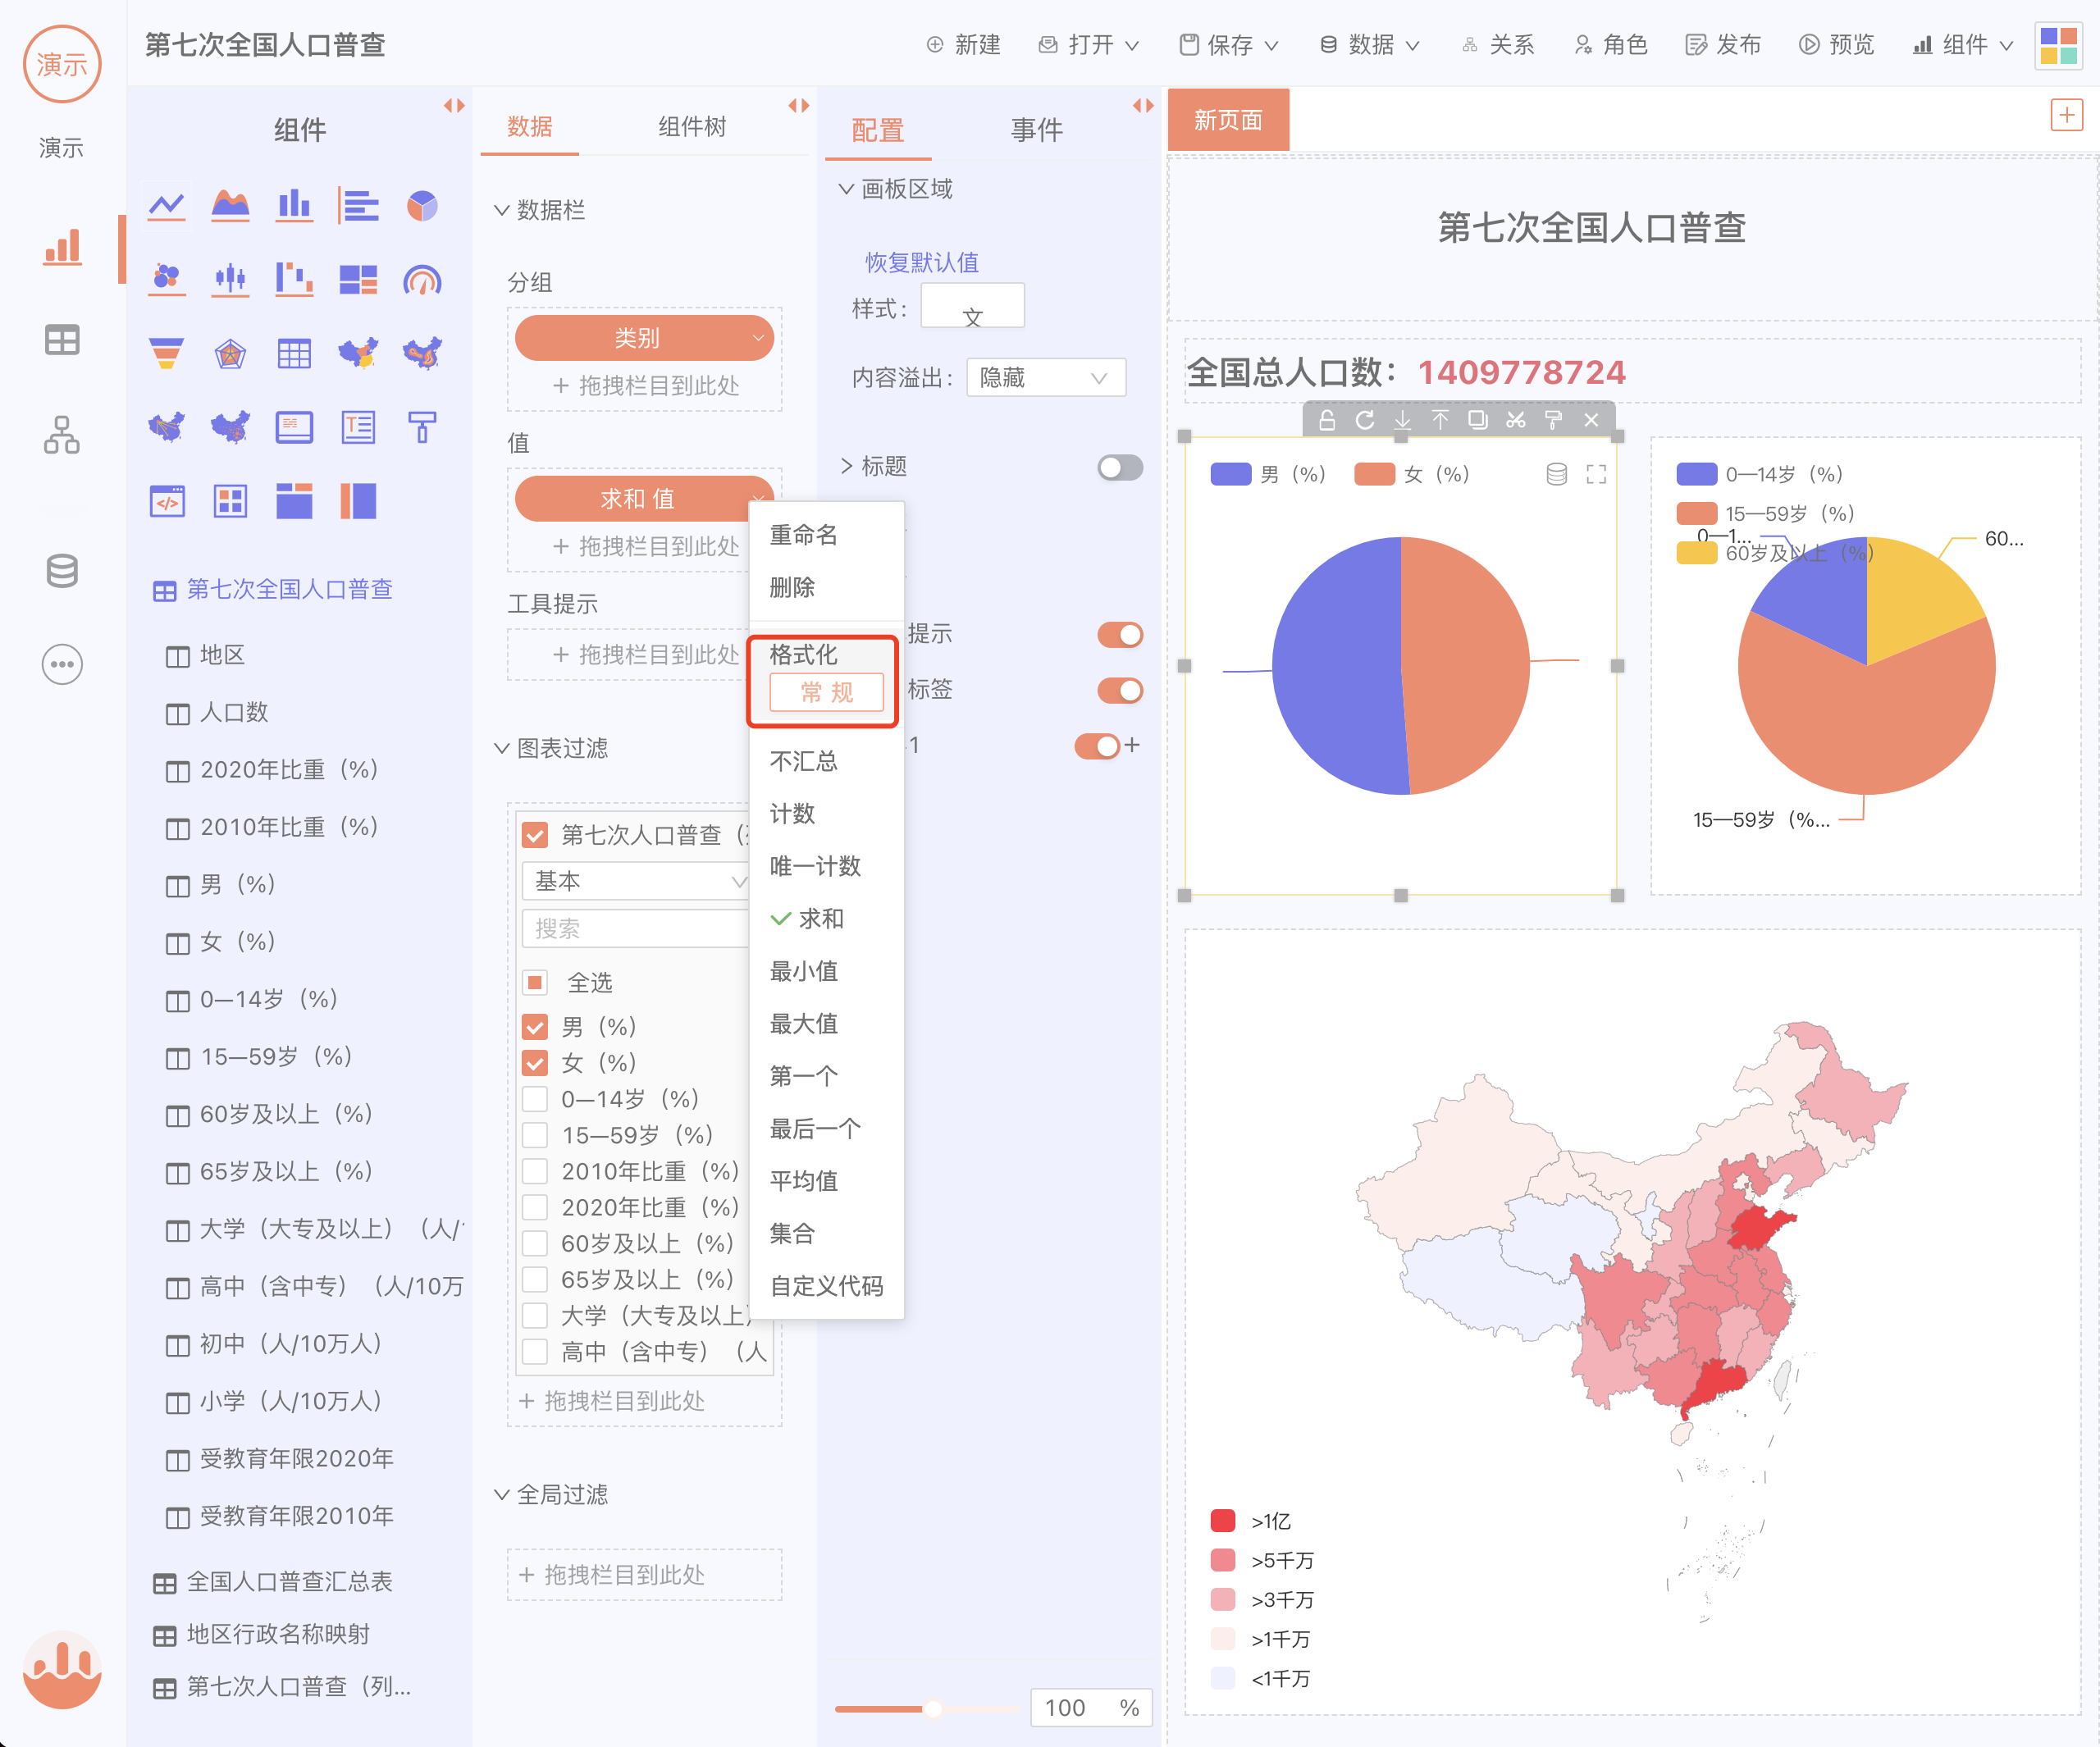 演示
第七次全国人口普查
新建
打开
保存
数据
关系
角色
发布
预览
组件
演示
组件
第七次全国人口普查
地区
人口数
2020年比重（%）
2010年比重（%）
男（%）
女（%）
0—14岁（%）
15—59岁（%）
60岁及以上（%）
65岁及以上（%）
大学（大专及以上）（人/
高中（含中专）（人/10万
初中（人/10万人）
小学（人/10万人）
受教育年限2020年
受教育年限2010年
全国人口普查汇总表
地区行政名称映射
第七次人口普查（列...
数据
组件树
数据栏
分组
类别
+ 拖拽栏目到此处
值
求和 值
+ 拖拽栏目到此处
工具提示
+ 拖拽栏目到此处
图表过滤
第七次人口普查（
基本
搜索
全选
男（%）
女（%）
0—14岁（%）
15—59岁（%）
2010年比重（%）
2020年比重（%）
60岁及以上（%）
65岁及以上（%）
大学（大专及以上）
高中（含中专）（人
+ 拖拽栏目到此处
全局过滤
+ 拖拽栏目到此处
重命名
删除
格式化
常 规
不汇总
计数
唯一计数
求和
最小值
最大值
第一个
最后一个
平均值
集合
自定义代码
配置
事件
画板区域
恢复默认值
样式：
文
内容溢出：
隐藏
标题
提示
标签
1
100 %
新页面
第七次全国人口普查
全国总人口数：1409778724
男（%）
女（%）
0—14岁（%）
15—59岁（%）
60岁及以上（%）
0—1...
60...
15—59岁（%...
>1亿
>5千万
>3千万
>1千万
<1千万